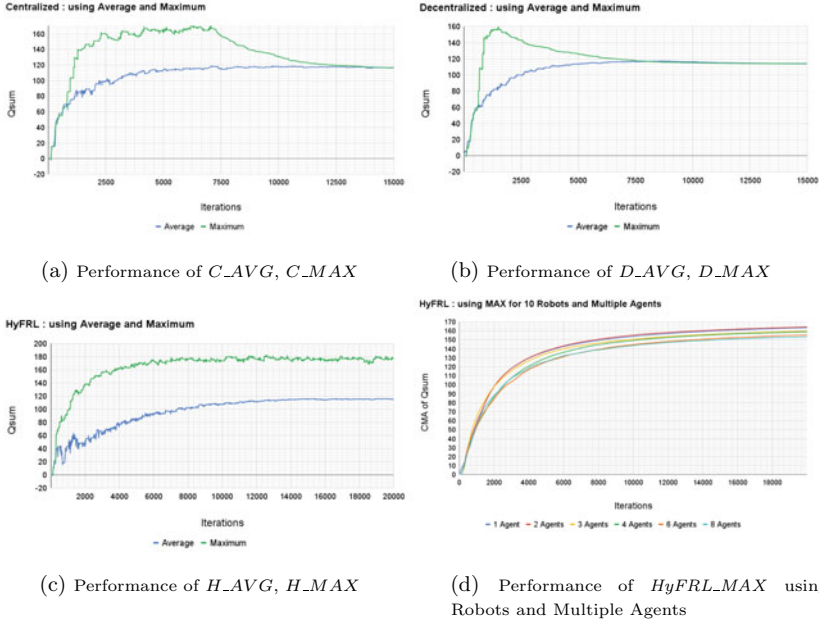 Centralized : using Average and Maximum
160
140
120
100
80
60
40
20
0
-20
Qsum
2500 5000 7500 10000 12500 15000
Iterations
Average Maximum
(a) Performance of C_AVG, C_MAX
Decentralized : using Average and Maximum
160
140
120
100
80
60
40
20
0
-20
Qsum
2500 5000 7500 10000 12500 15000
Iterations
Average Maximum
(b) Performance of D_AVG, D_MAX
HyFRL : using Average and Maximum
200
180
160
140
120
100
80
60
40
20
0
-20
Qsum
2000 4000 6000 8000 10000 12000 14000 16000 18000 20000
Iterations
Average Maximum
(c) Performance of H_AVG, H_MAX
HyFRL : using MAX for 10 Robots and Multiple Agents
170
160
150
140
130
120
110
100
90
80
70
60
50
40
30
20
10
0
CMA of Qsum
0 2000 4000 6000 8000 10000 12000 14000 16000 18000
Iterations
1 Agent 2 Agents 3 Agents 4 Agents 6 Agents 8 Agents
(d) Performance of HyFRL_MAX usin
Robots and Multiple Agents